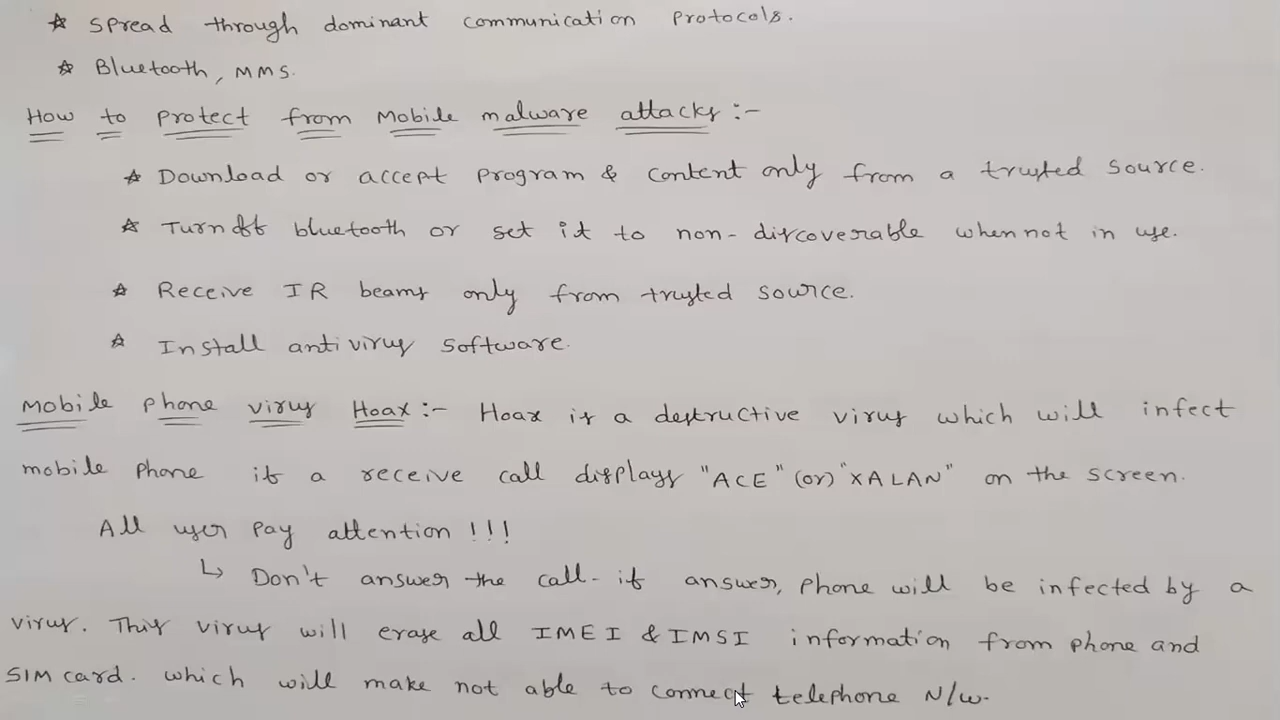 ☆ Spread through dominant communication protocols.
☆ Bluetooth, MMS.
How to protect from Mobile malware attacks :-
☆ Download or accept program & content only from a trusted source.
☆ Turn off bluetooth or set it to non-discoverable when not in use.
☆ Receive IR beams only from trusted source.
☆ Install antivirus software.
Mobile phone virus Hoax :- Hoax is a destructive virus which will infect
mobile phone if a receive call displays "ACE" (or) "XALAN" on the screen.
All user pay attention !!!
↳ Don't answer the call. if answer, phone will be infected by a
virus. This virus will erase all IMEI & IMSI information from phone and
SIM card. which will make not able to connect telephone N/w.